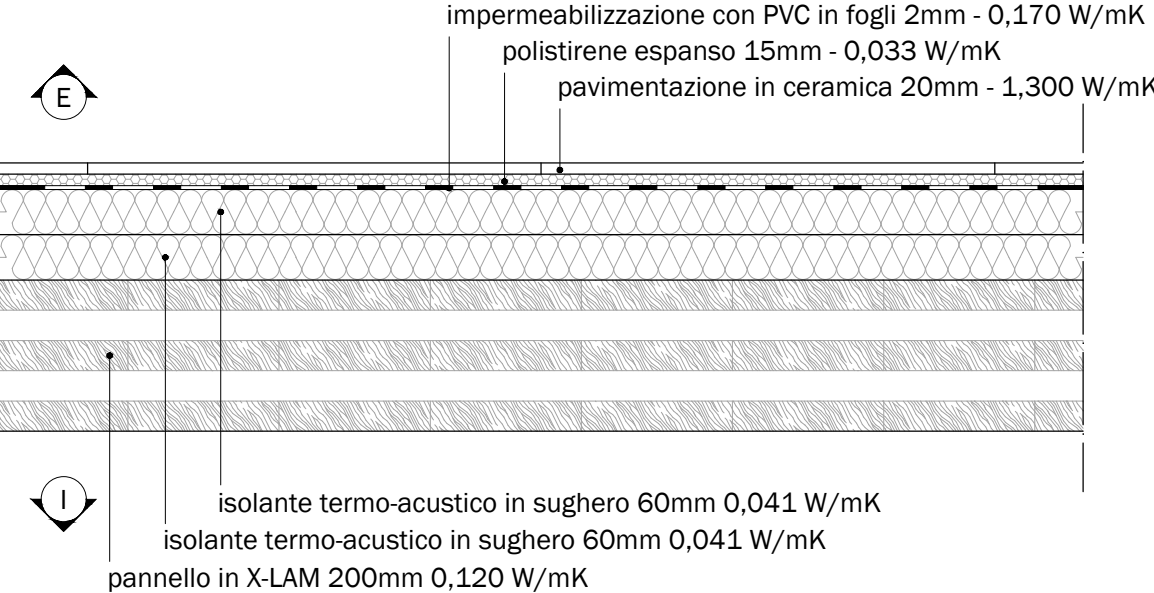 impermeabilizzazione con PVC in fogli 2mm - 0,170 W/mK
polistirene espanso 15mm - 0,033 W/mK
pavimentazione in ceramica 20mm - 1,300 W/mK
E
I
isolante termo-acustico in sughero 60mm 0,041 W/mK
isolante termo-acustico in sughero 60mm 0,041 W/mK
pannello in X-LAM 200mm 0,120 W/mK